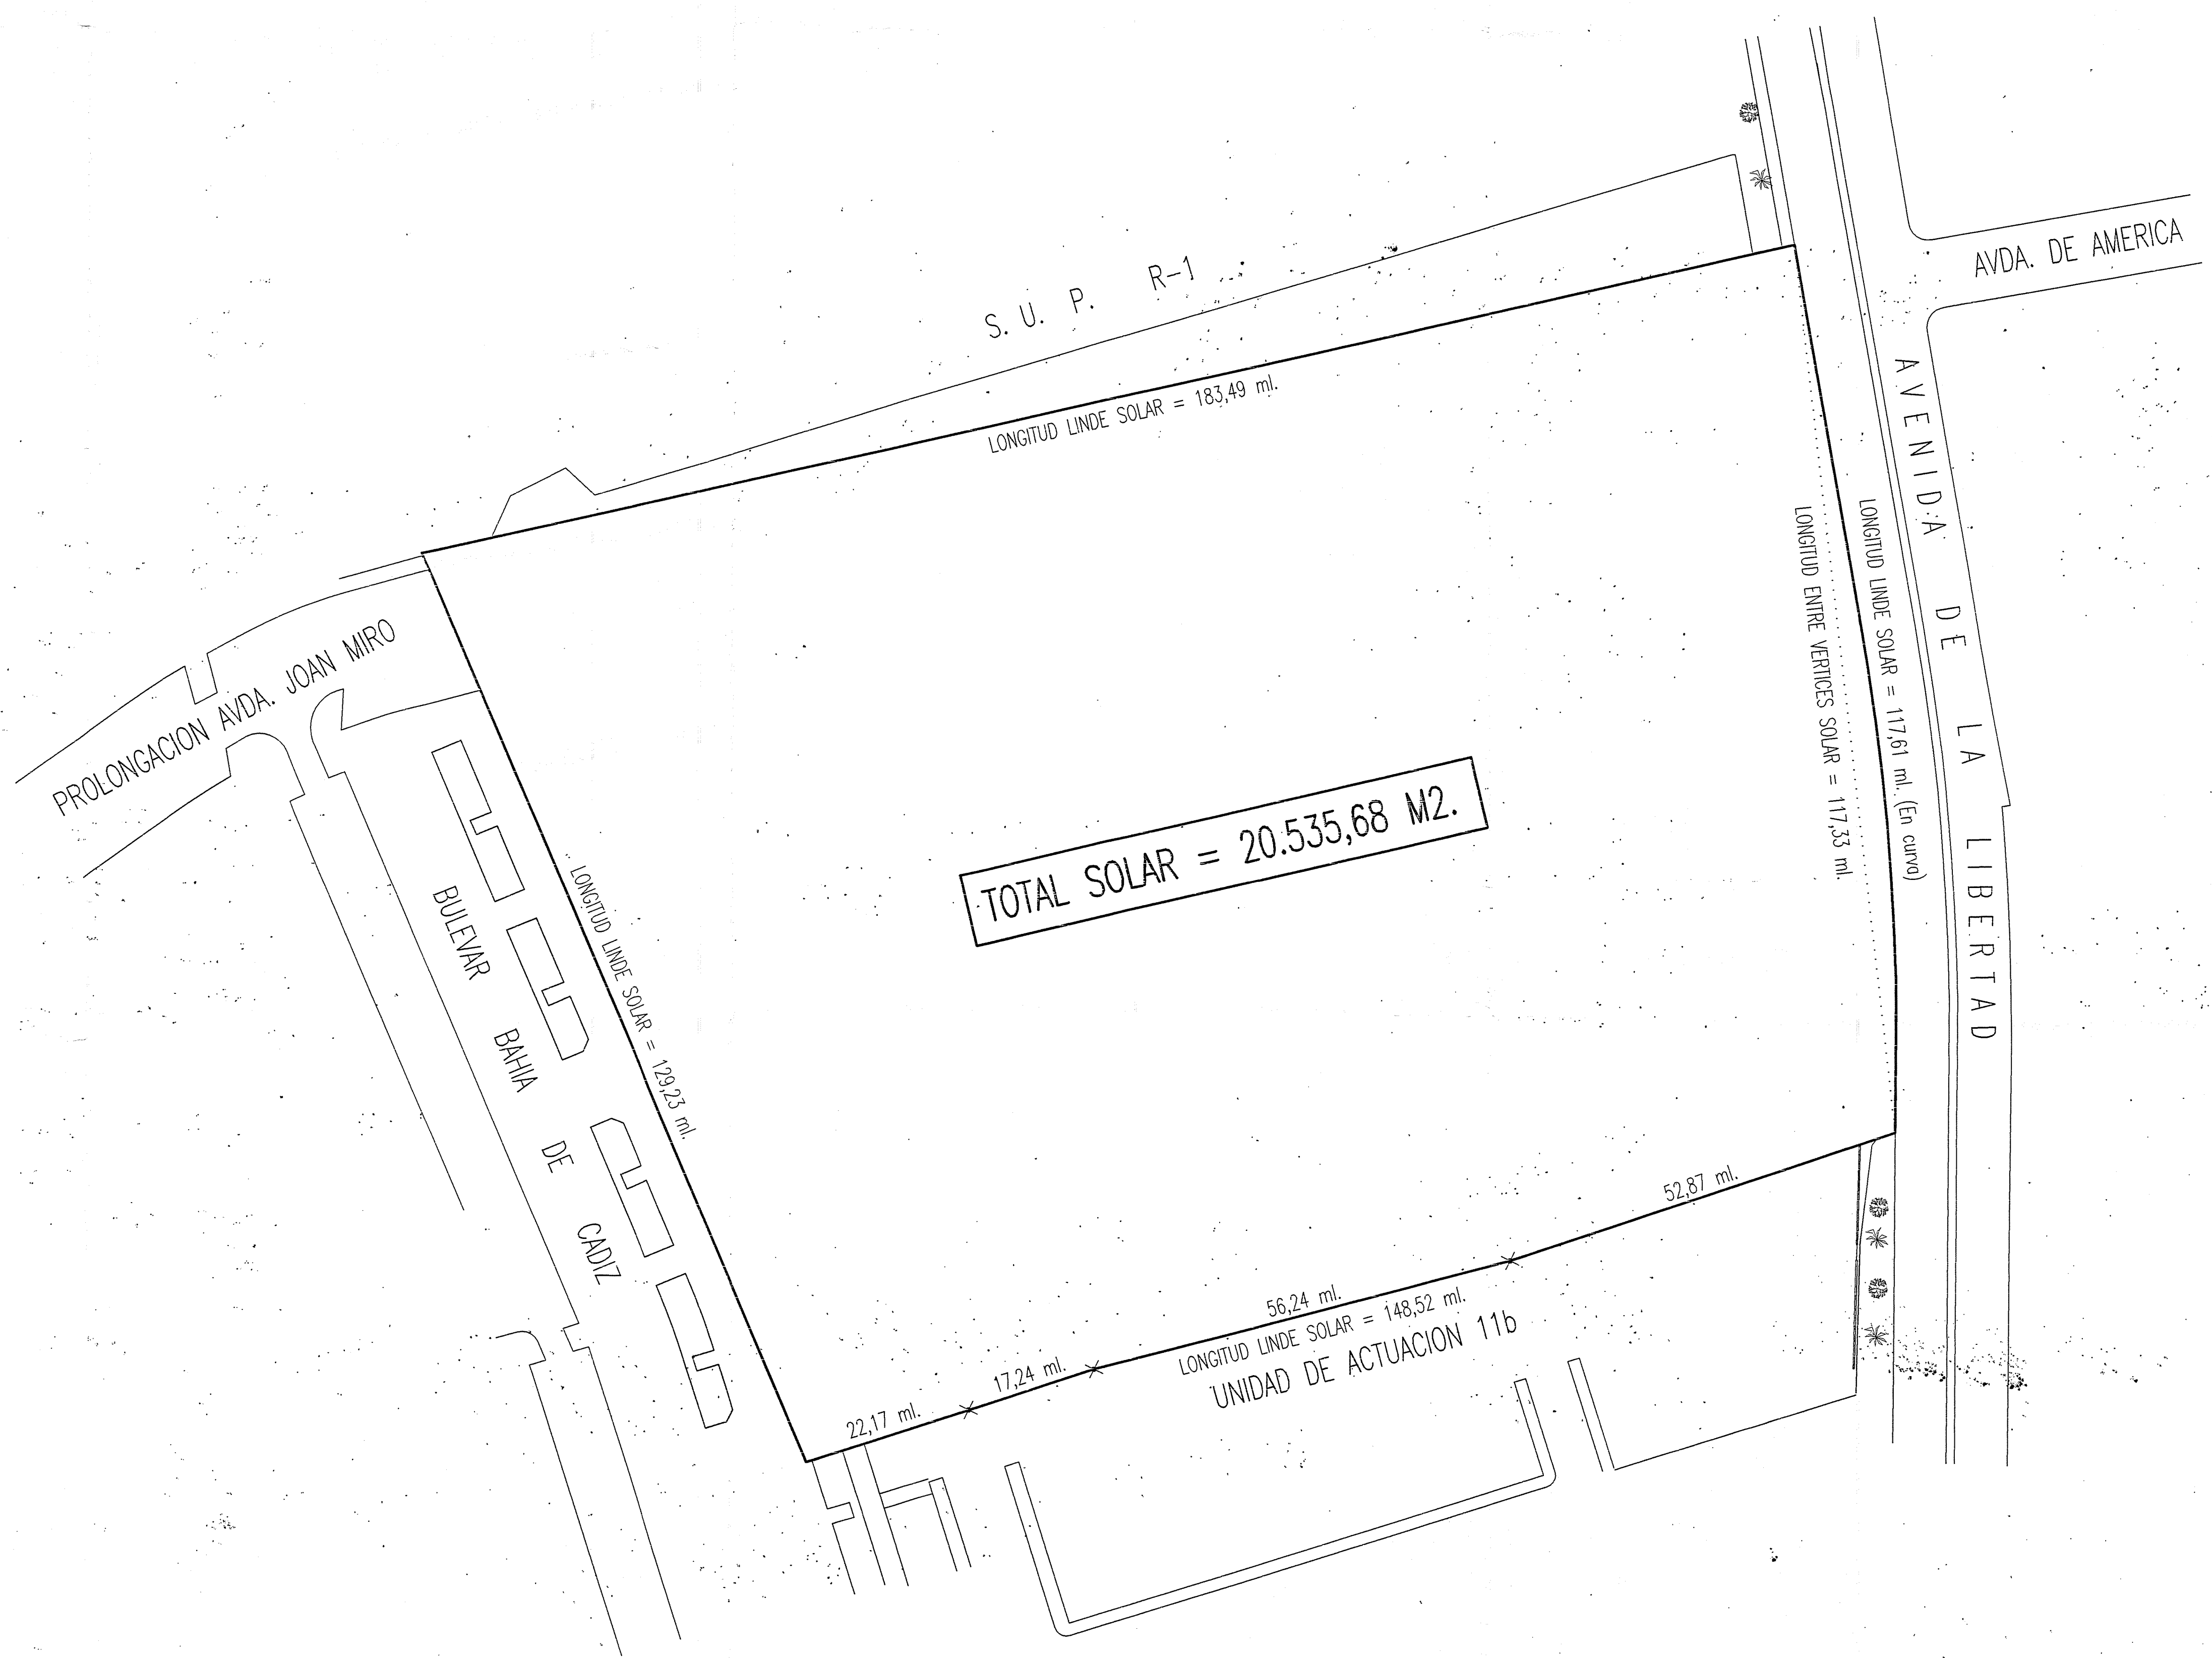 S. U. P. R-1
AVDA. DE AMERICA
LONGITUD LINDE SOLAR = 183,49 ml.
AVENIDA DE LA LIBERTAD
LONGITUD LINDE SOLAR = 117,61 ml. (En curva)
LONGITUD ENTRE VERTICES SOLAR = 117,33 ml.
PROLONGACION AVDA. JOAN MIRO
TOTAL SOLAR = 20.535,68 M2.
LONGITUD LINDE SOLAR = 129,23 ml.
BULEVAR BAHIA DE CADIZ
52,87 ml.
56,24 ml.
LONGITUD LINDE SOLAR = 148,52 ml.
UNIDAD DE ACTUACION 11b
17,24 ml.
22,17 ml.